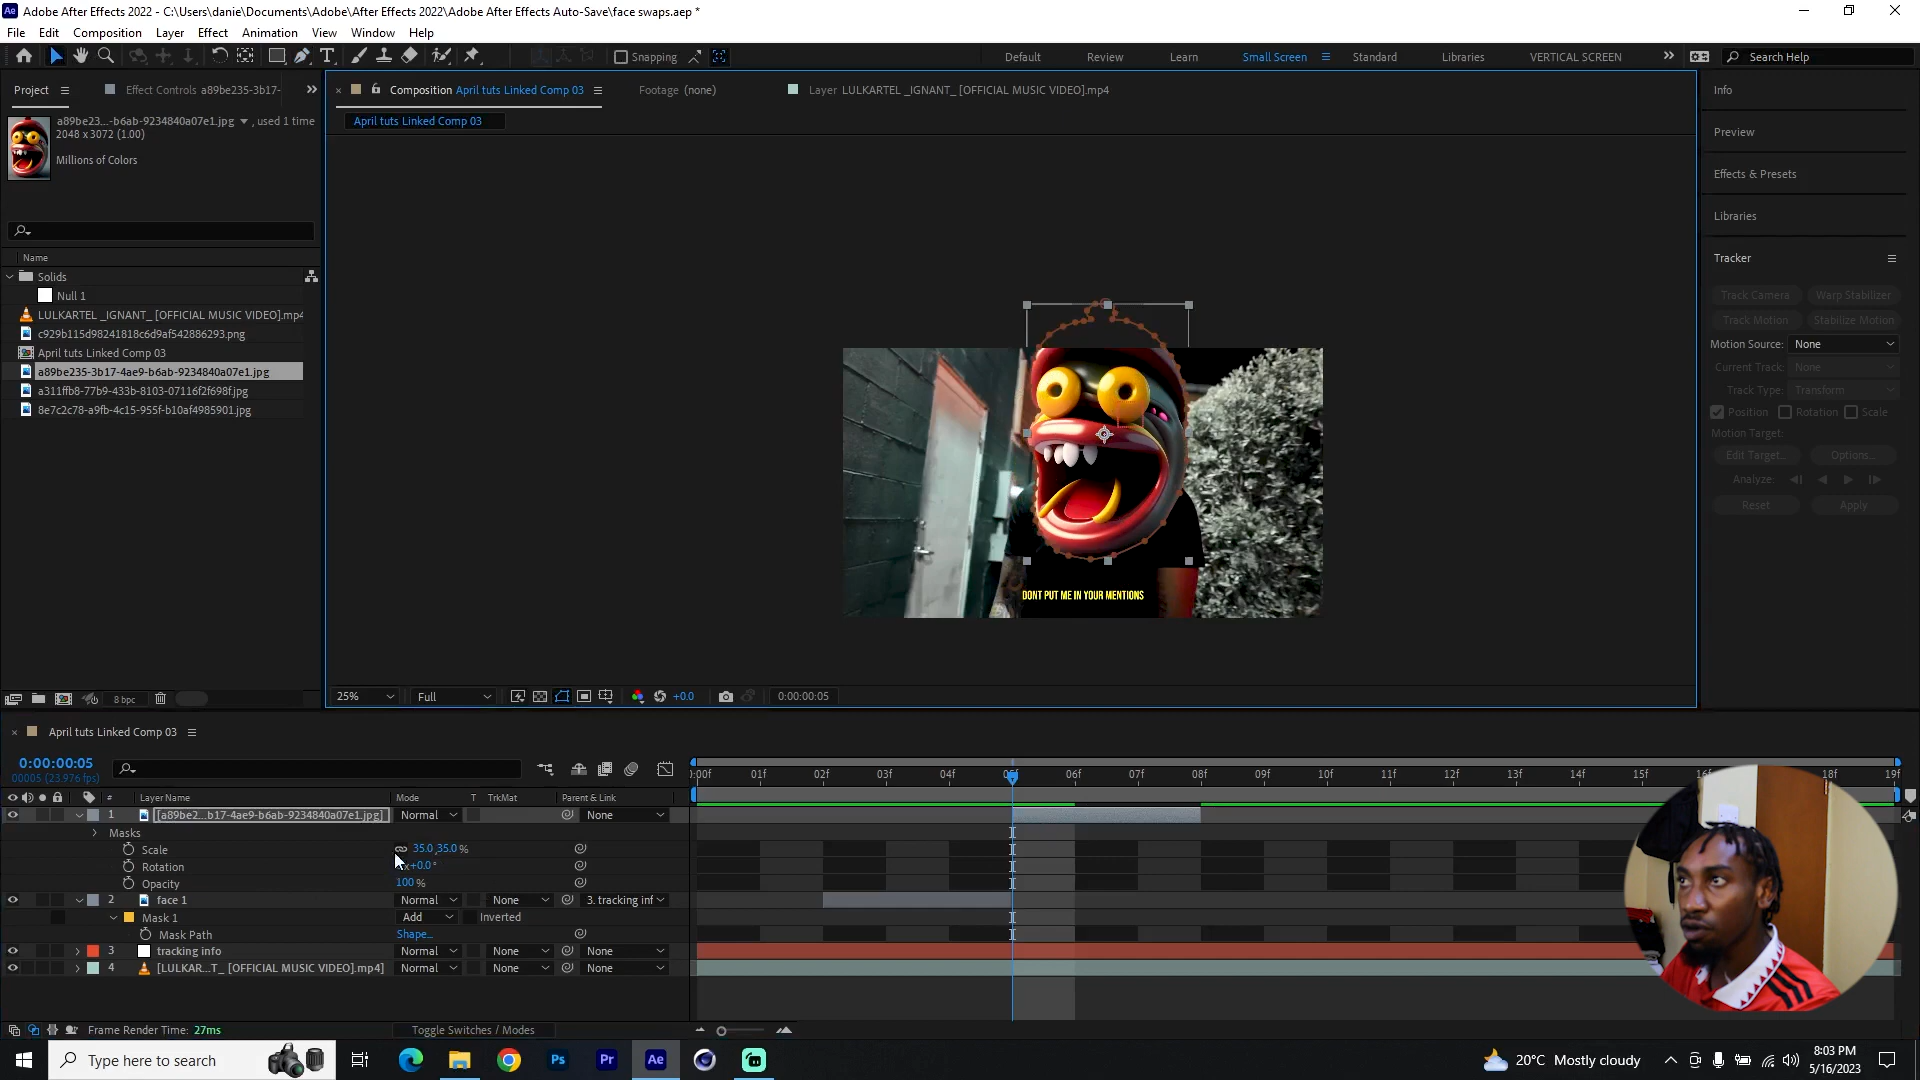 Adobe After Effects 2022 - C:\Users\danie\Documents\Adobe\After Effects 2022\Adobe After Effects Auto-Save\face swaps.aep *
File Edit Composition Layer Effect Animation View Window Help
Snapping Default Review Learn Small Screen Standard Libraries VERTICAL SCREEN Search Help
Project Effect Controls a89be235-3b17- Composition April tuts Linked Comp 03 Footage (none) Layer LULKARTEL _IGNANT_ [OFFICIAL MUSIC VIDEO].mp4
April tuts Linked Comp 03
a89be23...-b6ab-9234840a07e1.jpg , used 1 time
2048 x 3072 (1.00)
Millions of Colors
Name
Solids
Null 1
LULKARTEL _IGNANT_ [OFFICIAL MUSIC VIDEO].mp4
c929b115d98241818c6d9af542886293.png
April tuts Linked Comp 03
a89be235-3b17-4ae9-b6ab-9234840a07e1.jpg
a311ffb8-77b9-433b-8103-07116f2f698f.jpg
8e7c2c78-a9fb-4c15-955f-b10af4985901.jpg
8 bpc
DONT PUT ME IN YOUR MENTIONS
25% Full +0.0 0:00:00:05
Info
Preview
Effects & Presets
Libraries
Tracker
Track Camera Warp Stabilizer
Track Motion Stabilize Motion
Motion Source: None
Current Track: None
Track Type: Transform
Position Rotation Scale
Motion Target:
Edit Target... Options...
Analyze:
Reset Apply
April tuts Linked Comp 03
0:00:00:05
00005 (23.976 fps)
:00f 01f 02f 03f 04f 05f 06f 07f 08f 09f 10f 11f 12f 13f 14f 15f 18f 19f
# Layer Name Mode T TrkMat Parent & Link
1 [a89be2...b17-4ae9-b6ab-9234840a07e1.jpg] Normal None
Masks
Scale 35.0,35.0 %
Rotation x+0.0°
Opacity 100 %
2 face 1 Normal None 3. tracking inf
Mask 1 Add Inverted
Mask Path Shape...
3 tracking info Normal None None
4 [LULKAR...T_ [OFFICIAL MUSIC VIDEO].mp4] Normal None None
Frame Render Time: 27ms Toggle Switches / Modes
Type here to search
20°C Mostly cloudy
8:03 PM
5/16/2023